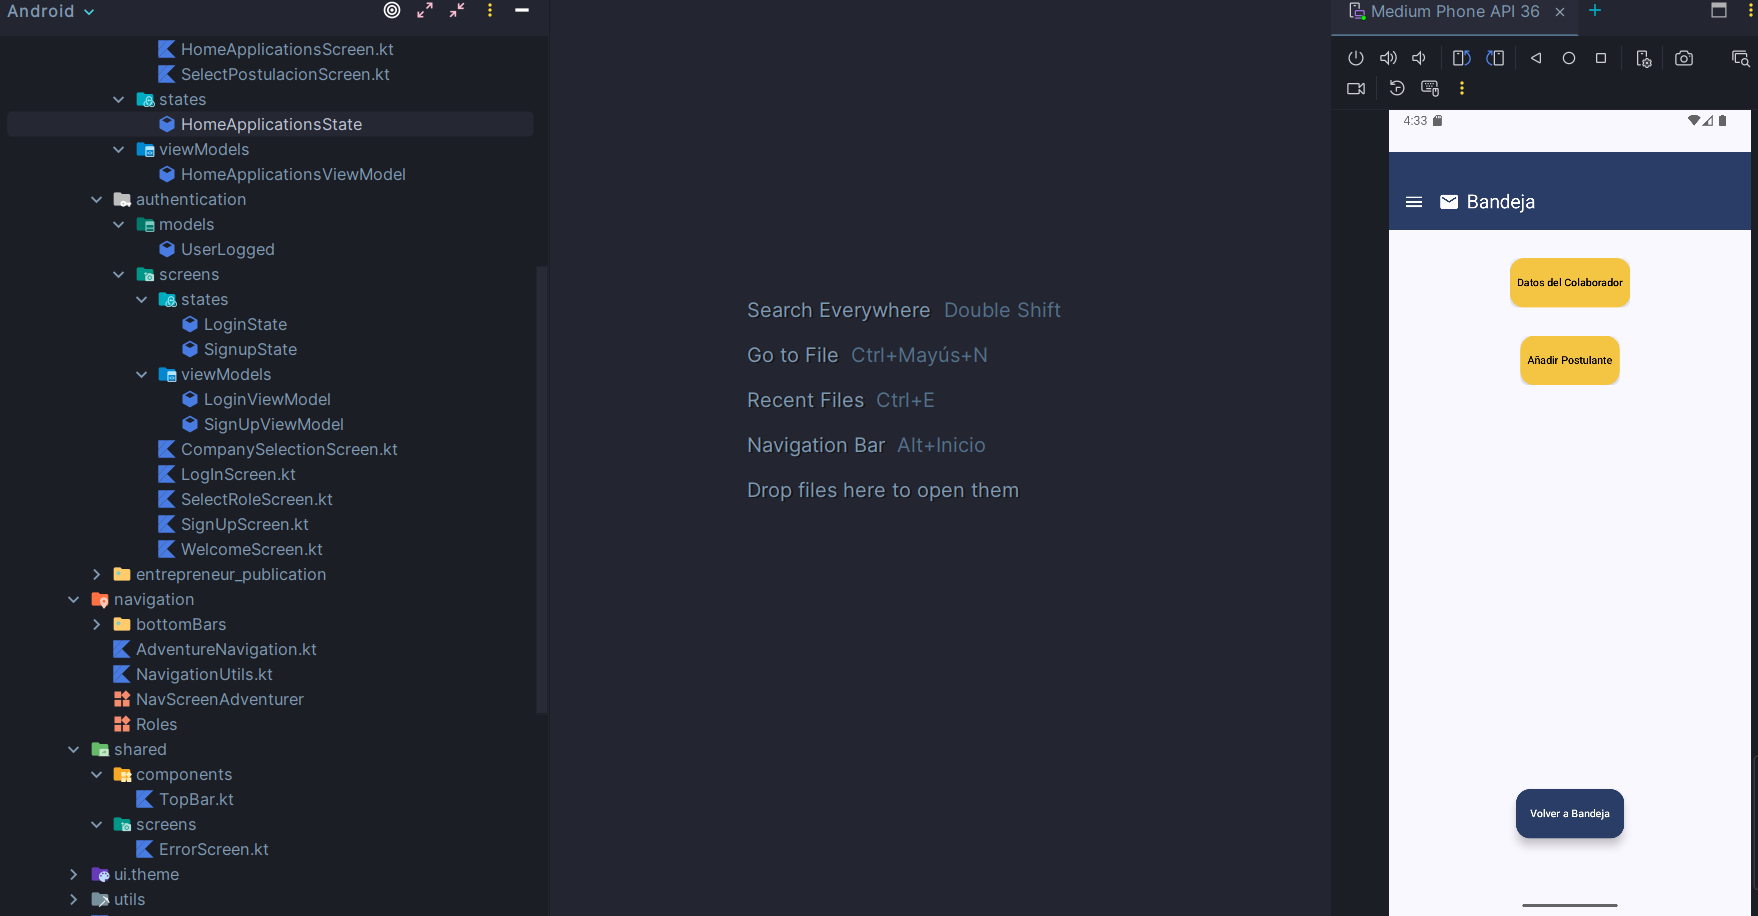 Android
HomeApplicationsScreen.kt
SelectPostulacionScreen.kt
states
HomeApplicationsState
viewModels
HomeApplicationsViewModel
authentication
models
UserLogged
screens
states
LoginState
SignupState
viewModels
LoginViewModel
SignUpViewModel
CompanySelectionScreen.kt
LogInScreen.kt
SelectRoleScreen.kt
SignUpScreen.kt
WelcomeScreen.kt
entrepreneur_publication
navigation
bottomBars
AdventureNavigation.kt
NavigationUtils.kt
NavScreenAdventurer
Roles
shared
components
TopBar.kt
screens
ErrorScreen.kt
ui.theme
utils
Search Everywhere Double Shift
Go to File Ctrl+Mayús+N
Recent Files Ctrl+E
Navigation Bar Alt+Inicio
Drop files here to open them
Medium Phone API 36
4:33
Bandeja
Datos del Colaborador
Añadir Postulante
Volver a Bandeja